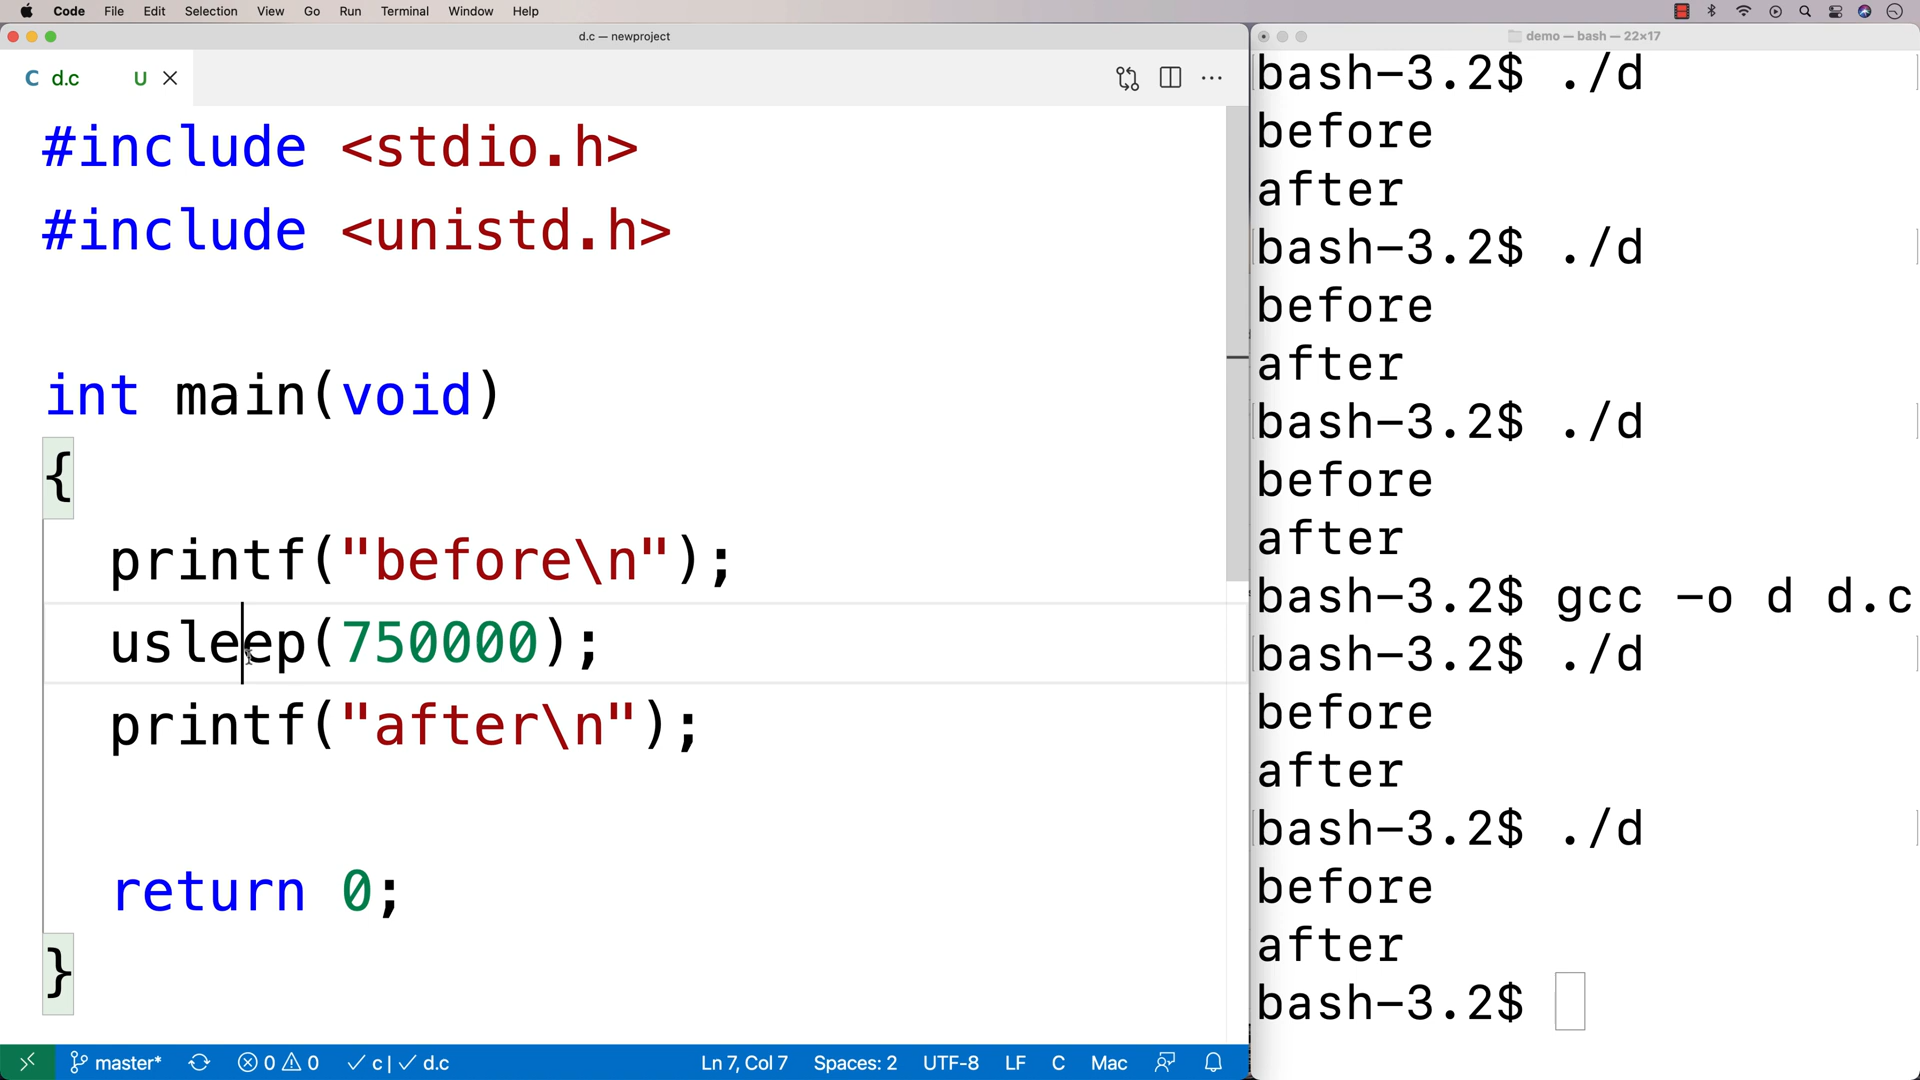 Code File Edit Selection View Go Run Terminal Window Help
d.c — newproject
C d.c U
#include <stdio.h>
#include <unistd.h>
int main(void)
{
printf("before\n");
usleep(750000);
printf("after\n");
return 0;
}
master* 0 0 c | d.c Ln 7, Col 7 Spaces: 2 UTF-8 LF C Mac
demo — bash — 22×17
bash-3.2$ ./d
before
after
bash-3.2$ ./d
before
after
bash-3.2$ ./d
before
after
bash-3.2$ gcc -o d d.c
bash-3.2$ ./d
before
after
bash-3.2$ ./d
before
after
bash-3.2$